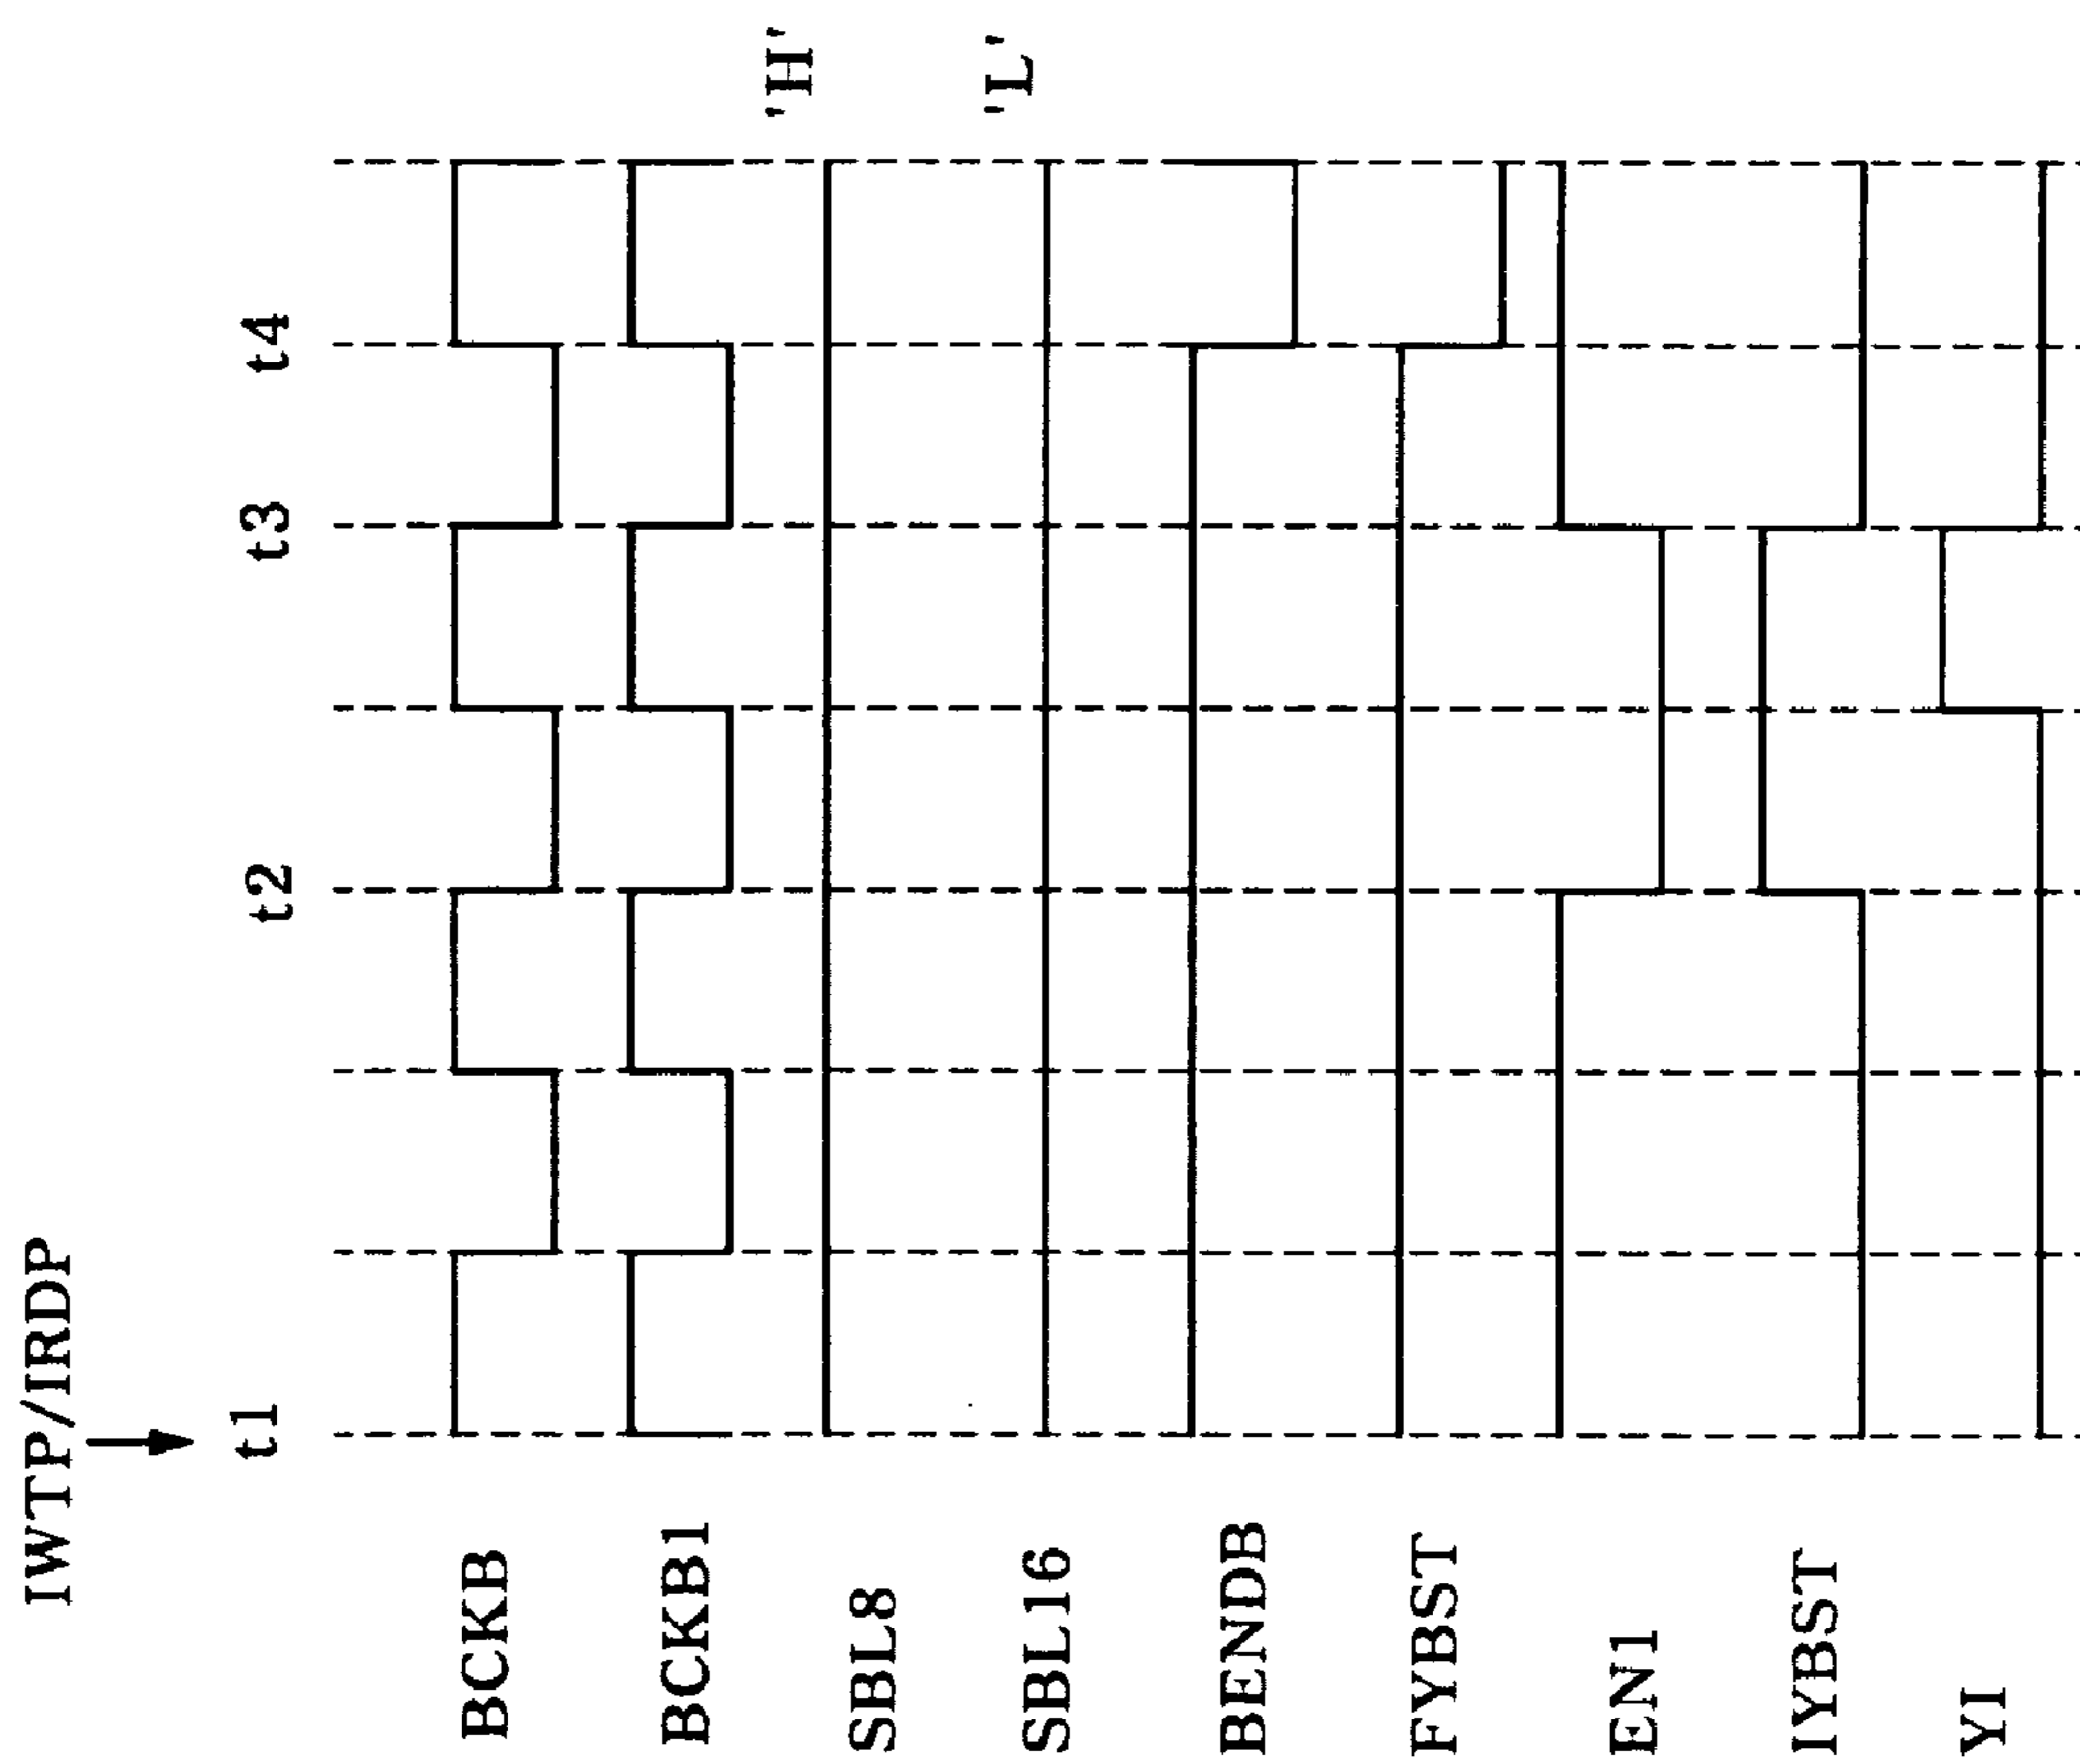 IWTP/IRDP
t1 t2 t3 t4
BCKB
BCKB1
SBL8 'H'
SBL16 'L'
BENDB
FYBST
EN1
IYBST
YI